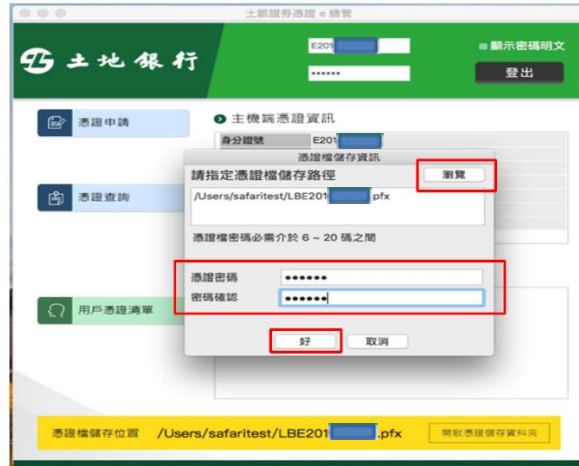 土銀證券憑證 e 總管
土地銀行
E201
顯示密碼明文
••••••
登出
憑證申請
主機端憑證資訊
身分證號 E201
憑證檔儲存資訊
請指定憑證檔儲存路徑 瀏覽
/Users/safaritest/LBE201 pfx
憑證查詢
憑證檔密碼必需介於 6 ~ 20 碼之間
憑證密碼 ••••••
密碼確認 ••••••
用戶憑證清單
好 取消
憑證檔儲存位置 /Users/safaritest/LBE201 .pfx 開啟憑證儲存資料夾